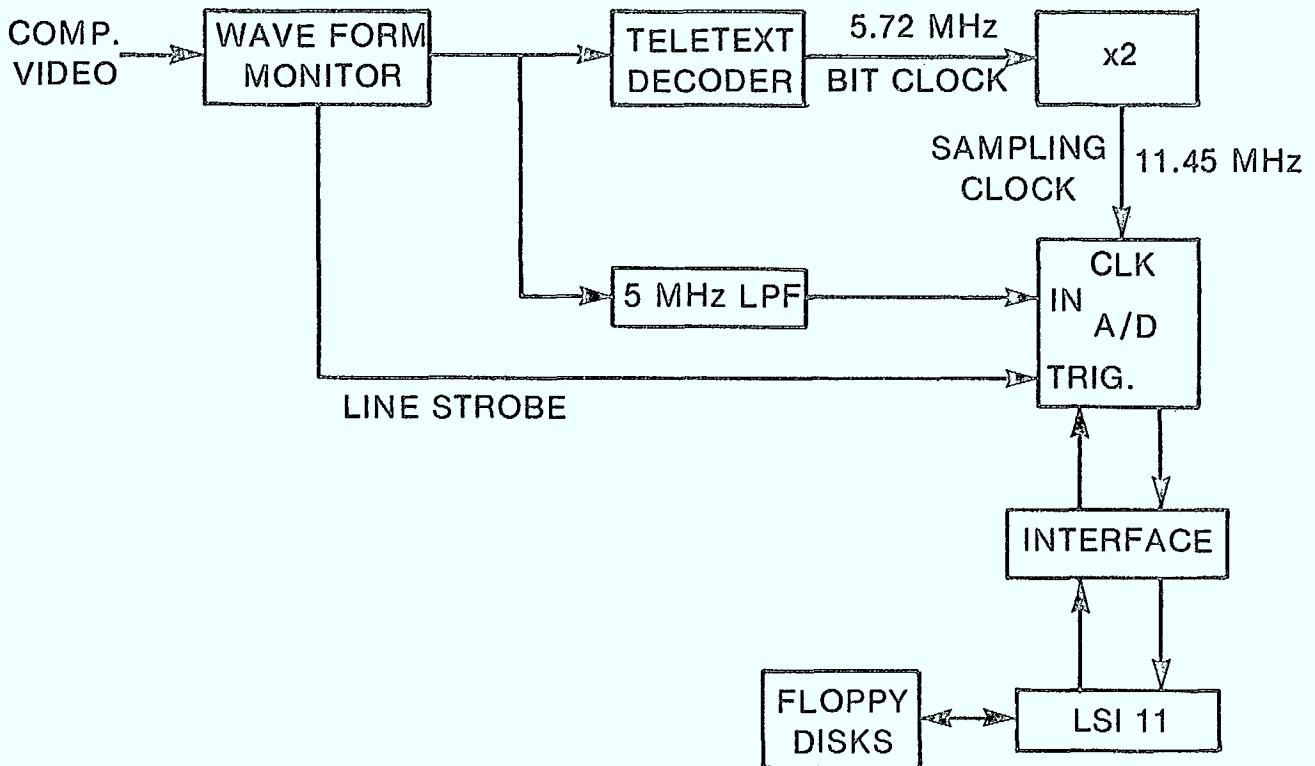 COMP.
VIDEO
WAVE FORM
MONITOR
TELETEXT
DECODER
5.72 MHz
BIT CLOCK
x2
SAMPLING
CLOCK
11.45 MHz
5 MHz LPF
CLK
IN
A/D
TRIG.
LINE STROBE
INTERFACE
FLOPPY
DISKS
LSI 11